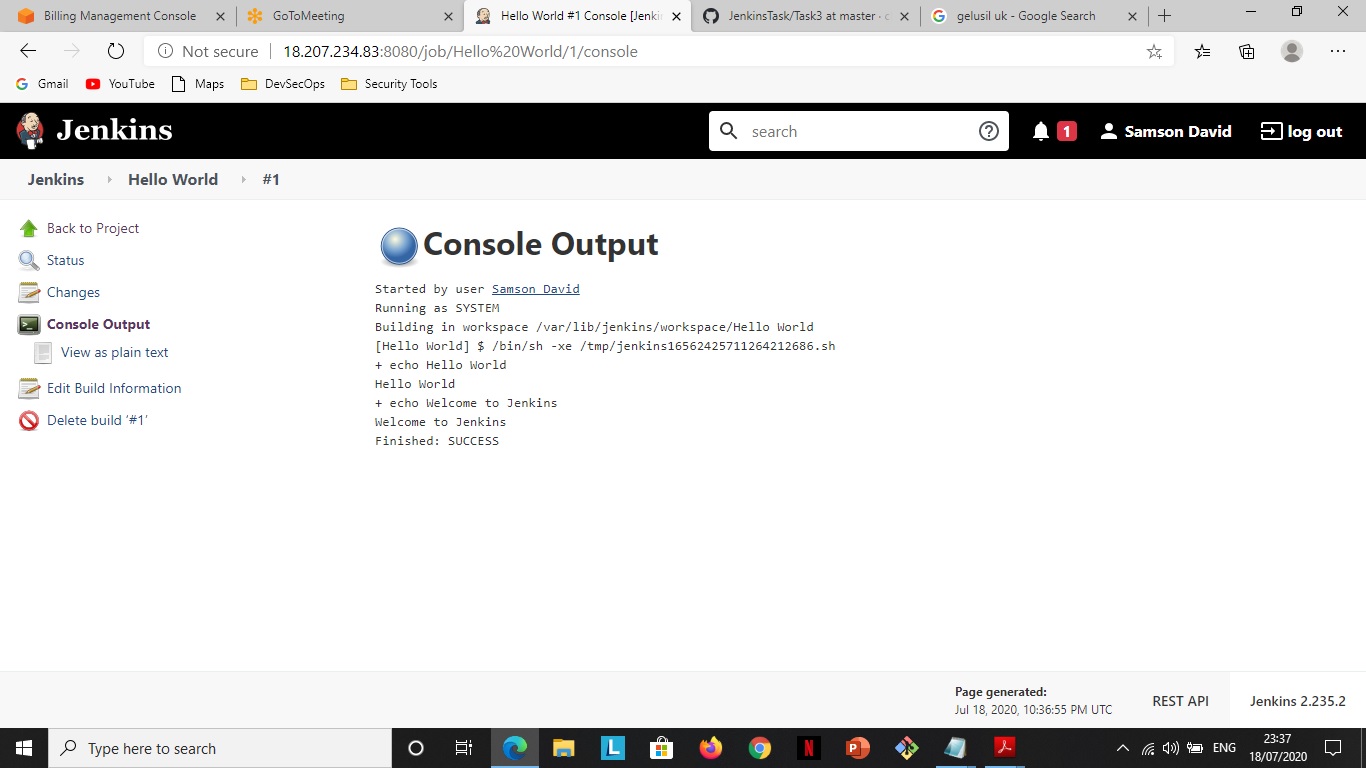 Billing Management Console
GoToMeeting
Hello World #1 Console [Jenki
JenkinsTask/Task3 at master · c
gelusil uk - Google Search
Not secure
18.207.234.83:8080/job/Hello%20World/1/console
Gmail
YouTube
Maps
DevSecOps
Security Tools
Jenkins
search
1
Samson David
log out
Jenkins
Hello World
#1
Back to Project
Status
Changes
Console Output
View as plain text
Edit Build Information
Delete build ‘#1’
Console Output
Started by user Samson David
Running as SYSTEM
Building in workspace /var/lib/jenkins/workspace/Hello World
[Hello World] $ /bin/sh -xe /tmp/jenkins16562425711264212686.sh
+ echo Hello World
Hello World
+ echo Welcome to Jenkins
Welcome to Jenkins
Finished: SUCCESS
Page generated:
Jul 18, 2020, 10:36:55 PM UTC
REST API
Jenkins 2.235.2
Type here to search
ENG
23:37
18/07/2020